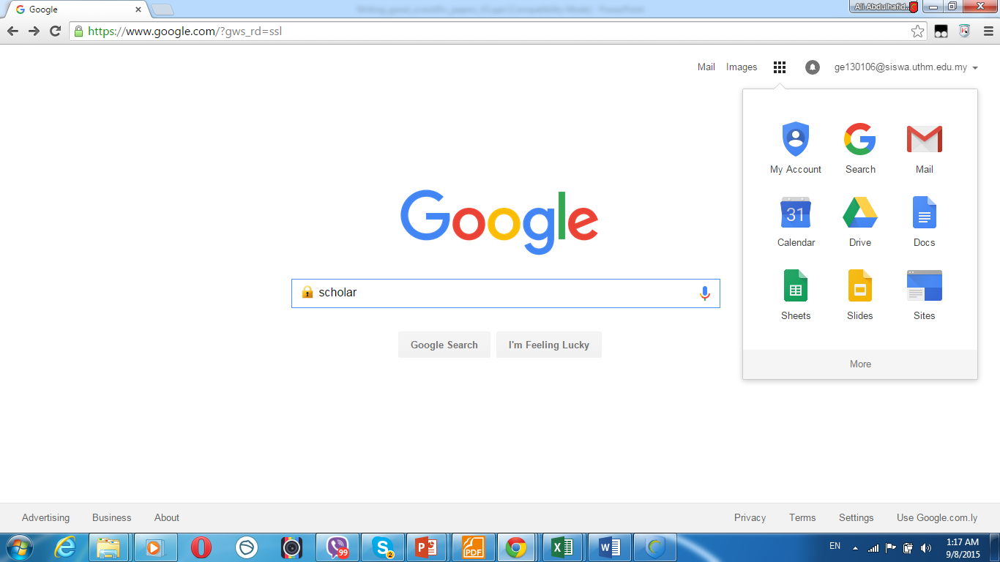 Google
Ali Abdulhafid...
https://www.google.com/?gws_rd=ssl
Mail Images ge130106@siswa.uthm.edu.my
My Account Search Mail
31
Calendar Drive Docs
Sheets Slides Sites
More
Google
scholar
Google Search I'm Feeling Lucky
Advertising Business About Privacy Terms Settings Use Google.com.ly
99 2 PDF EN 1:17 AM
9/8/2015